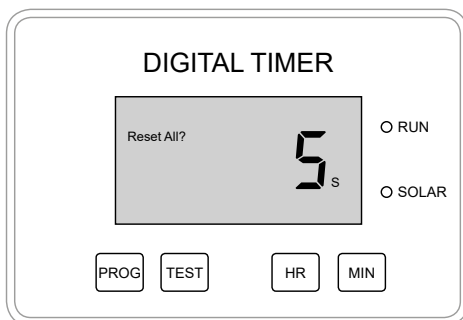 DIGITAL TIMER
Reset All?
5 S
RUN
SOLAR
PROG TEST HR MIN